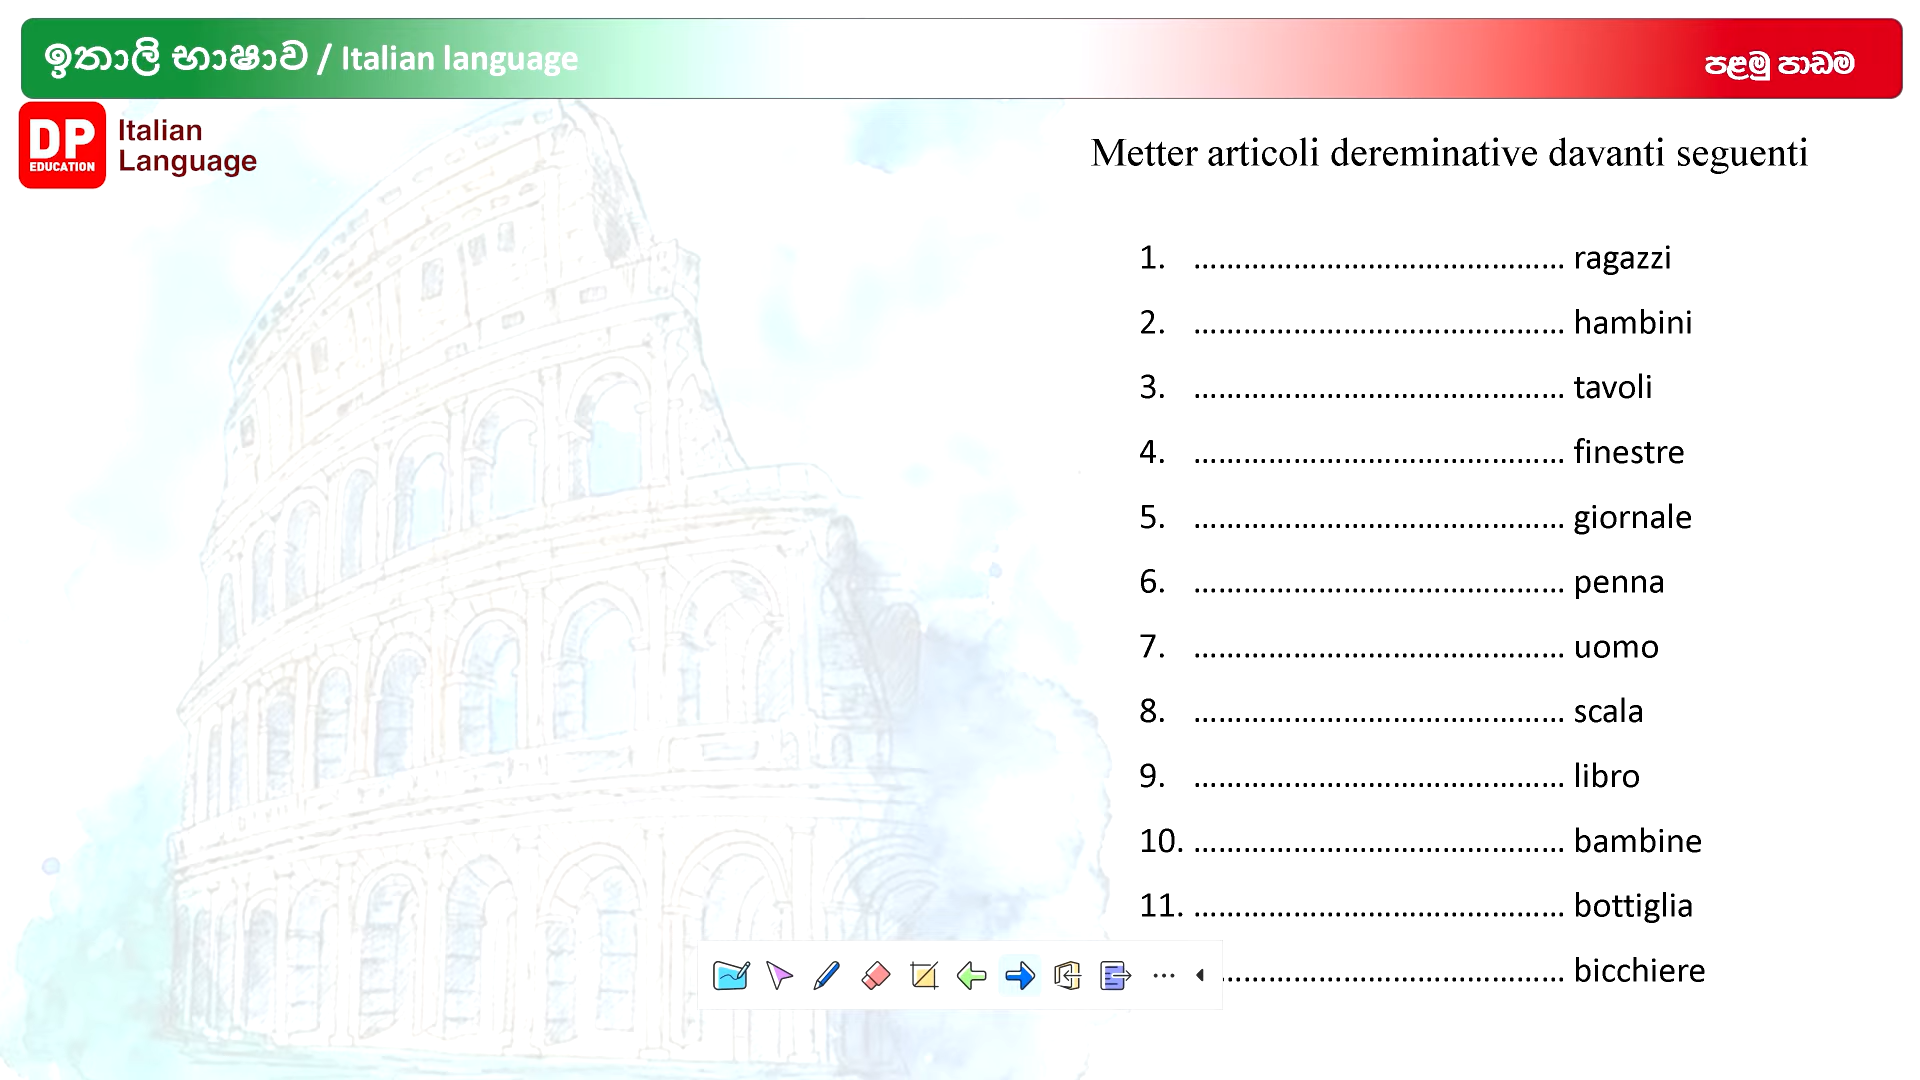 ඉතාලි භාෂාව / Italian language
පළමු පාඩම
DP
EDUCATION
Italian
Language
Metter articoli dereminative davanti seguenti
1. ............................................. ragazzi
2. ............................................. hambini
3. ............................................. tavoli
4. ............................................. finestre
5. ............................................. giornale
6. ............................................. penna
7. ............................................. uomo
8. ............................................. scala
9. ............................................. libro
10. ............................................. bambine
11. ............................................. bottiglia
............................................. bicchiere